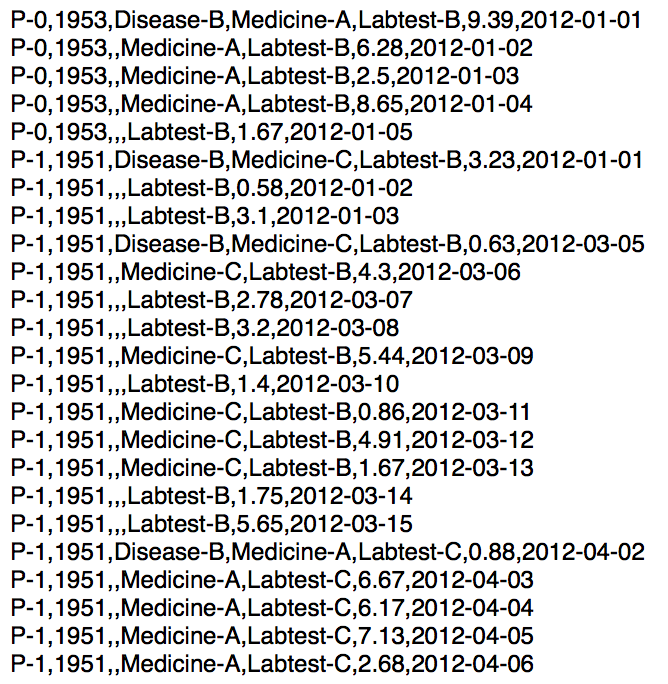 P-0,1953,Disease-B,Medicine-A,Labtest-B,9.39,2012-01-01
P-0,1953,,Medicine-A,Labtest-B,6.28,2012-01-02
P-0,1953,,Medicine-A,Labtest-B,2.5,2012-01-03
P-0,1953,,Medicine-A,Labtest-B,8.65,2012-01-04
P-0,1953,,,Labtest-B,1.67,2012-01-05
P-1,1951,Disease-B,Medicine-C,Labtest-B,3.23,2012-01-01
P-1,1951,,,Labtest-B,0.58,2012-01-02
P-1,1951,,,Labtest-B,3.1,2012-01-03
P-1,1951,Disease-B,Medicine-C,Labtest-B,0.63,2012-03-05
P-1,1951,,Medicine-C,Labtest-B,4.3,2012-03-06
P-1,1951,,,Labtest-B,2.78,2012-03-07
P-1,1951,,,Labtest-B,3.2,2012-03-08
P-1,1951,,Medicine-C,Labtest-B,5.44,2012-03-09
P-1,1951,,,Labtest-B,1.4,2012-03-10
P-1,1951,,Medicine-C,Labtest-B,0.86,2012-03-11
P-1,1951,,Medicine-C,Labtest-B,4.91,2012-03-12
P-1,1951,,Medicine-C,Labtest-B,1.67,2012-03-13
P-1,1951,,,Labtest-B,1.75,2012-03-14
P-1,1951,,,Labtest-B,5.65,2012-03-15
P-1,1951,Disease-B,Medicine-A,Labtest-C,0.88,2012-04-02
P-1,1951,,Medicine-A,Labtest-C,6.67,2012-04-03
P-1,1951,,Medicine-A,Labtest-C,6.17,2012-04-04
P-1,1951,,Medicine-A,Labtest-C,7.13,2012-04-05
P-1,1951,,Medicine-A,Labtest-C,2.68,2012-04-06